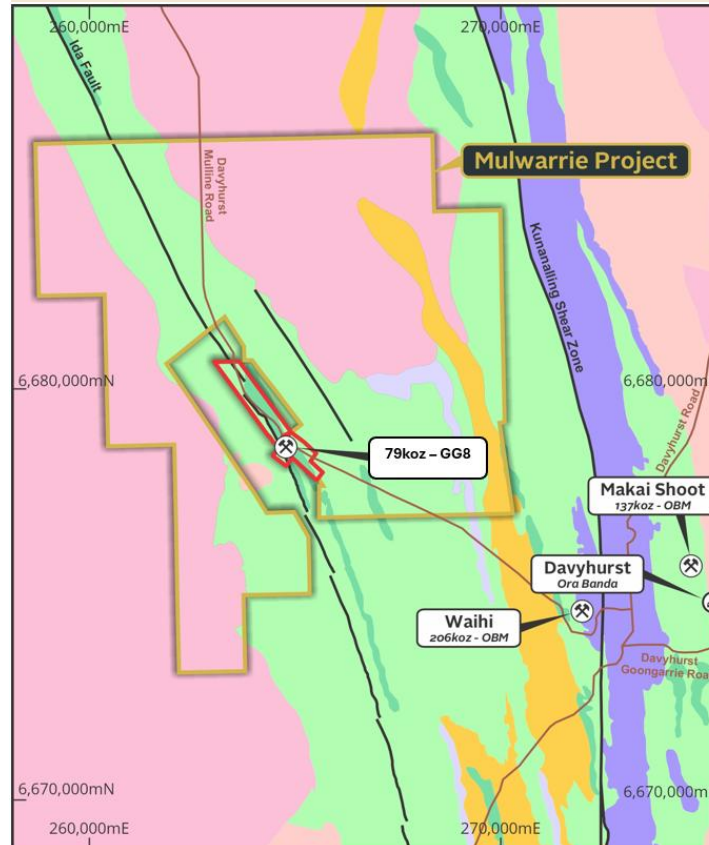 260,000mE
270,000mE
Ida Fault
Davyhurst
Mulline Road
Mulwarrie Project
Kunanalling Shear Zone
6,680,000mN
6,680,000m
Davyhurst Road
79koz – GG8
Makai Shoot
137koz - OBM
Davyhurst
Ora Banda
Waihi
206koz - OBM
Davyhurst
Goongarrie Roa
6,670,000mN
6,670,000m
260,000mE
270,000mE